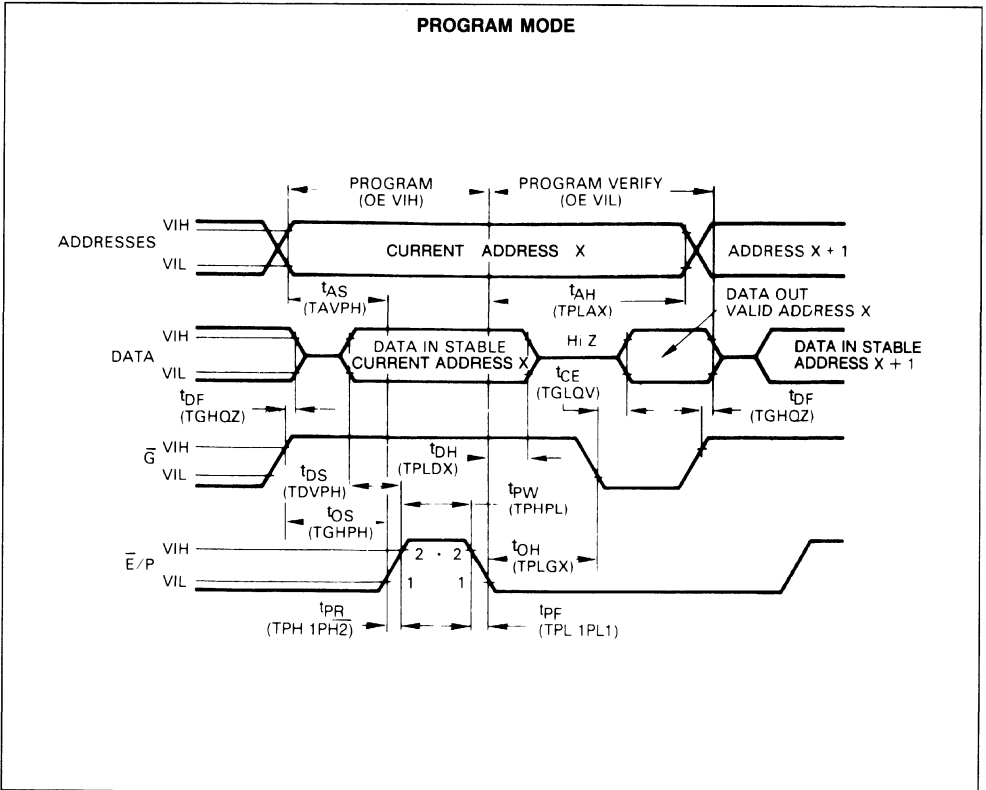 PROGRAM MODE
PROGRAM
(OE VIH)
PROGRAM VERIFY
(OE VIL)
ADDRESSES
VIH
VIL
CURRENT ADDRESS X
ADDRESS X + 1
tAS
(TAVPH)
tAH
(TPLAX)
DATA OUT
VALID ADDRESS X
DATA
VIH
VIL
DATA IN STABLE
CURRENT ADDRESS X
Hi Z
DATA IN STABLE
ADDRESS X + 1
tDF
(TGHQZ)
tCE
(TGLQV)
tDF
(TGHQZ)
G̅
VIH
VIL
tDH
(TPLDX)
tDS
(TDVPH)
tPW
(TPHPL)
tOS
(TGHPH)
tOH
(TPLGX)
E̅/P
VIH
VIL
2 · 2
1 1
tPR
(TPH 1PH2̅)
tPF
(TPL 1PL1)